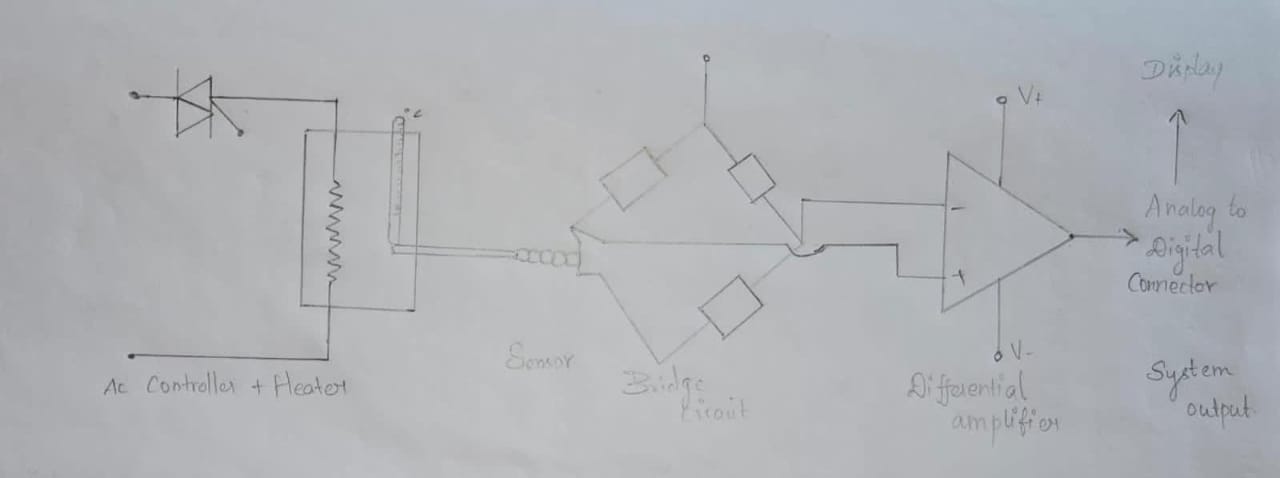 Display
V+
°c
Analog to
Digital
Connector
-
+
V-
Ac Controller + Heater
Sensor
Bridge
circuit
Differential
amplifier
System
output